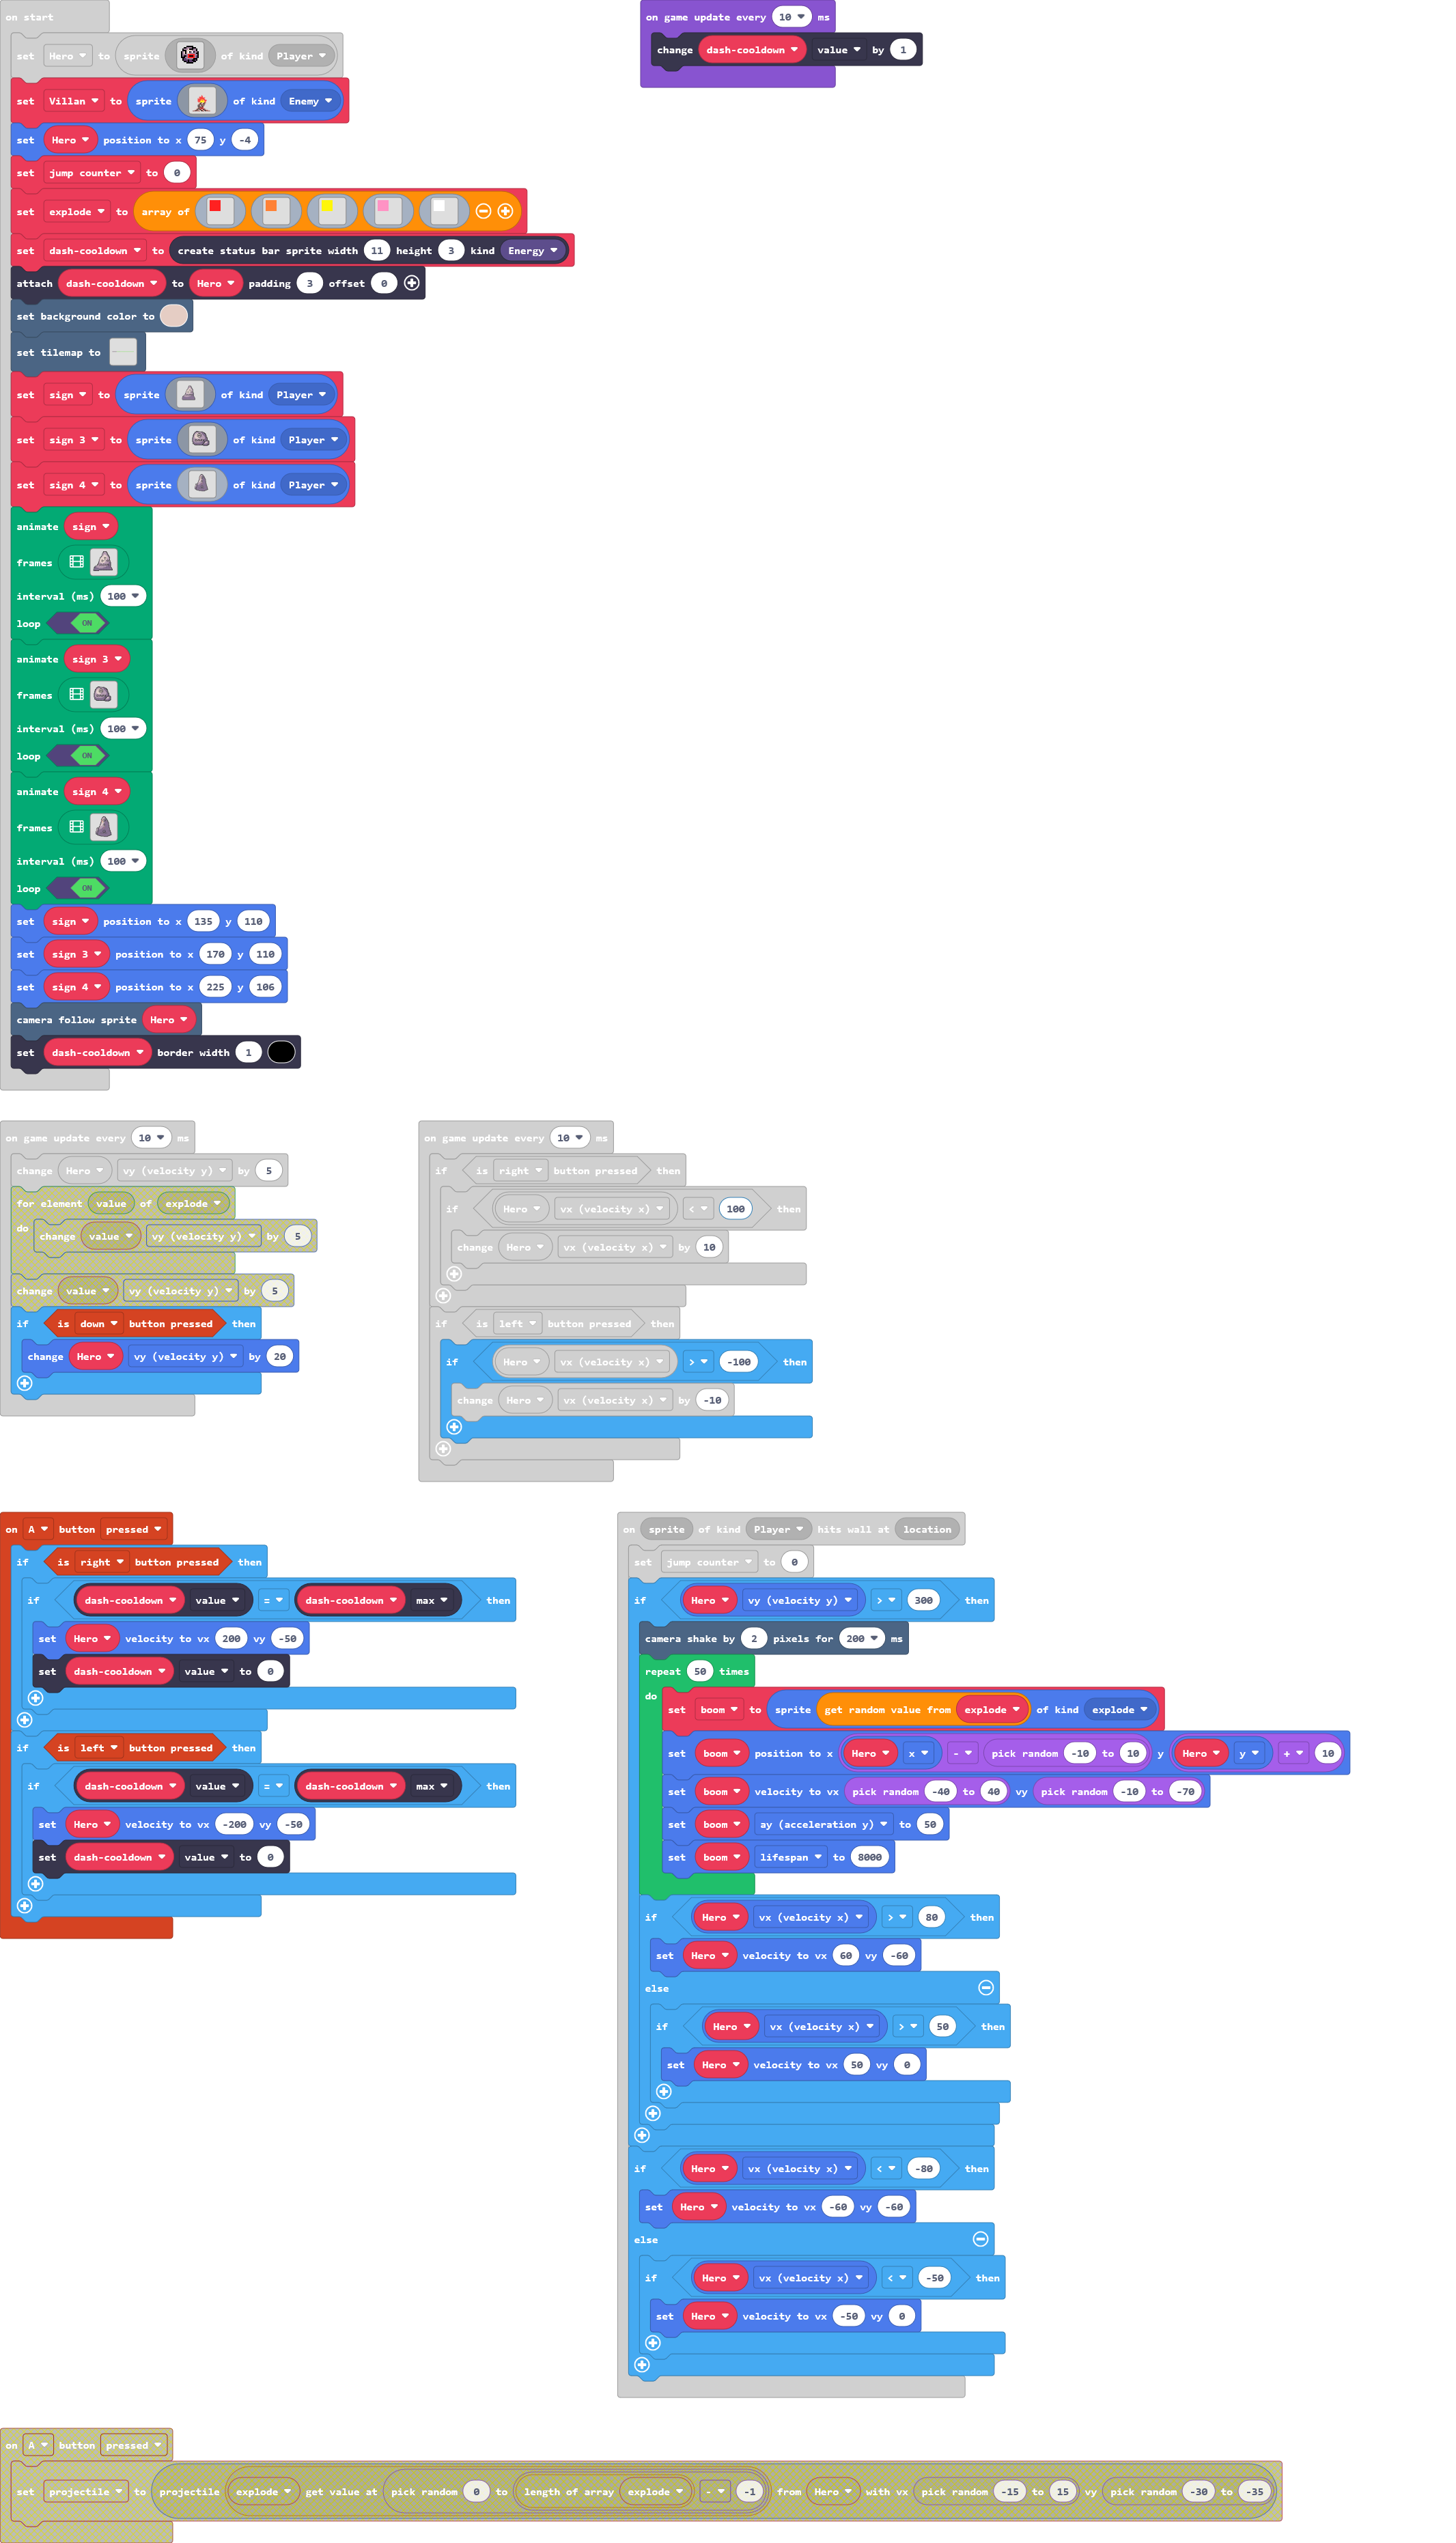 on start
set Hero to sprite of kind Player
set Villan to sprite of kind Enemy
set Hero position to x 75 y -4
set jump counter to 0
set explode to array of
set dash-cooldown to create status bar sprite width 11 height 3 kind Energy
attach dash-cooldown to Hero padding 3 offset 0
set background color to
set tilemap to
set sign to sprite of kind Player
set sign 3 to sprite of kind Player
set sign 4 to sprite of kind Player
animate sign
frames
interval (ms) 100
loop ON
animate sign 3
frames
interval (ms) 100
loop ON
animate sign 4
frames
interval (ms) 100
loop ON
set sign position to x 135 y 110
set sign 3 position to x 170 y 110
set sign 4 position to x 225 y 106
camera follow sprite Hero
set dash-cooldown border width 1
on game update every 10 ms
change dash-cooldown value by 1
on game update every 10 ms
change Hero vy (velocity y) by 5
for element value of explode
do change value vy (velocity y) by 5
change value vy (velocity y) by 5
if is down button pressed then
change Hero vy (velocity y) by 20
on game update every 10 ms
if is right button pressed then
if Hero vx (velocity x) < 100 then
change Hero vx (velocity x) by 10
if is left button pressed then
if Hero vx (velocity x) > -100 then
change Hero vx (velocity x) by -10
on A button pressed
if is right button pressed then
if dash-cooldown value = dash-cooldown max then
set Hero velocity to vx 200 vy -50
set dash-cooldown value to 0
if is left button pressed then
if dash-cooldown value = dash-cooldown max then
set Hero velocity to vx -200 vy -50
set dash-cooldown value to 0
on sprite of kind Player hits wall at location
set jump counter to 0
if Hero vy (velocity y) > 300 then
camera shake by 2 pixels for 200 ms
repeat 50 times
do set boom to sprite get random value from explode of kind explode
set boom position to x Hero x - pick random -10 to 10 y Hero y + 10
set boom velocity to vx pick random -40 to 40 vy pick random -10 to -70
set boom ay (acceleration y) to 50
set boom lifespan to 8000
if Hero vx (velocity x) > 80 then
set Hero velocity to vx 60 vy -60
else
if Hero vx (velocity x) > 50 then
set Hero velocity to vx 50 vy 0
if Hero vx (velocity x) < -80 then
set Hero velocity to vx -60 vy -60
else
if Hero vx (velocity x) < -50 then
set Hero velocity to vx -50 vy 0
on A button pressed
set projectile to projectile explode get value at pick random 0 to length of array explode - -1 from Hero with vx pick random -15 to 15 vy pick random -30 to -35